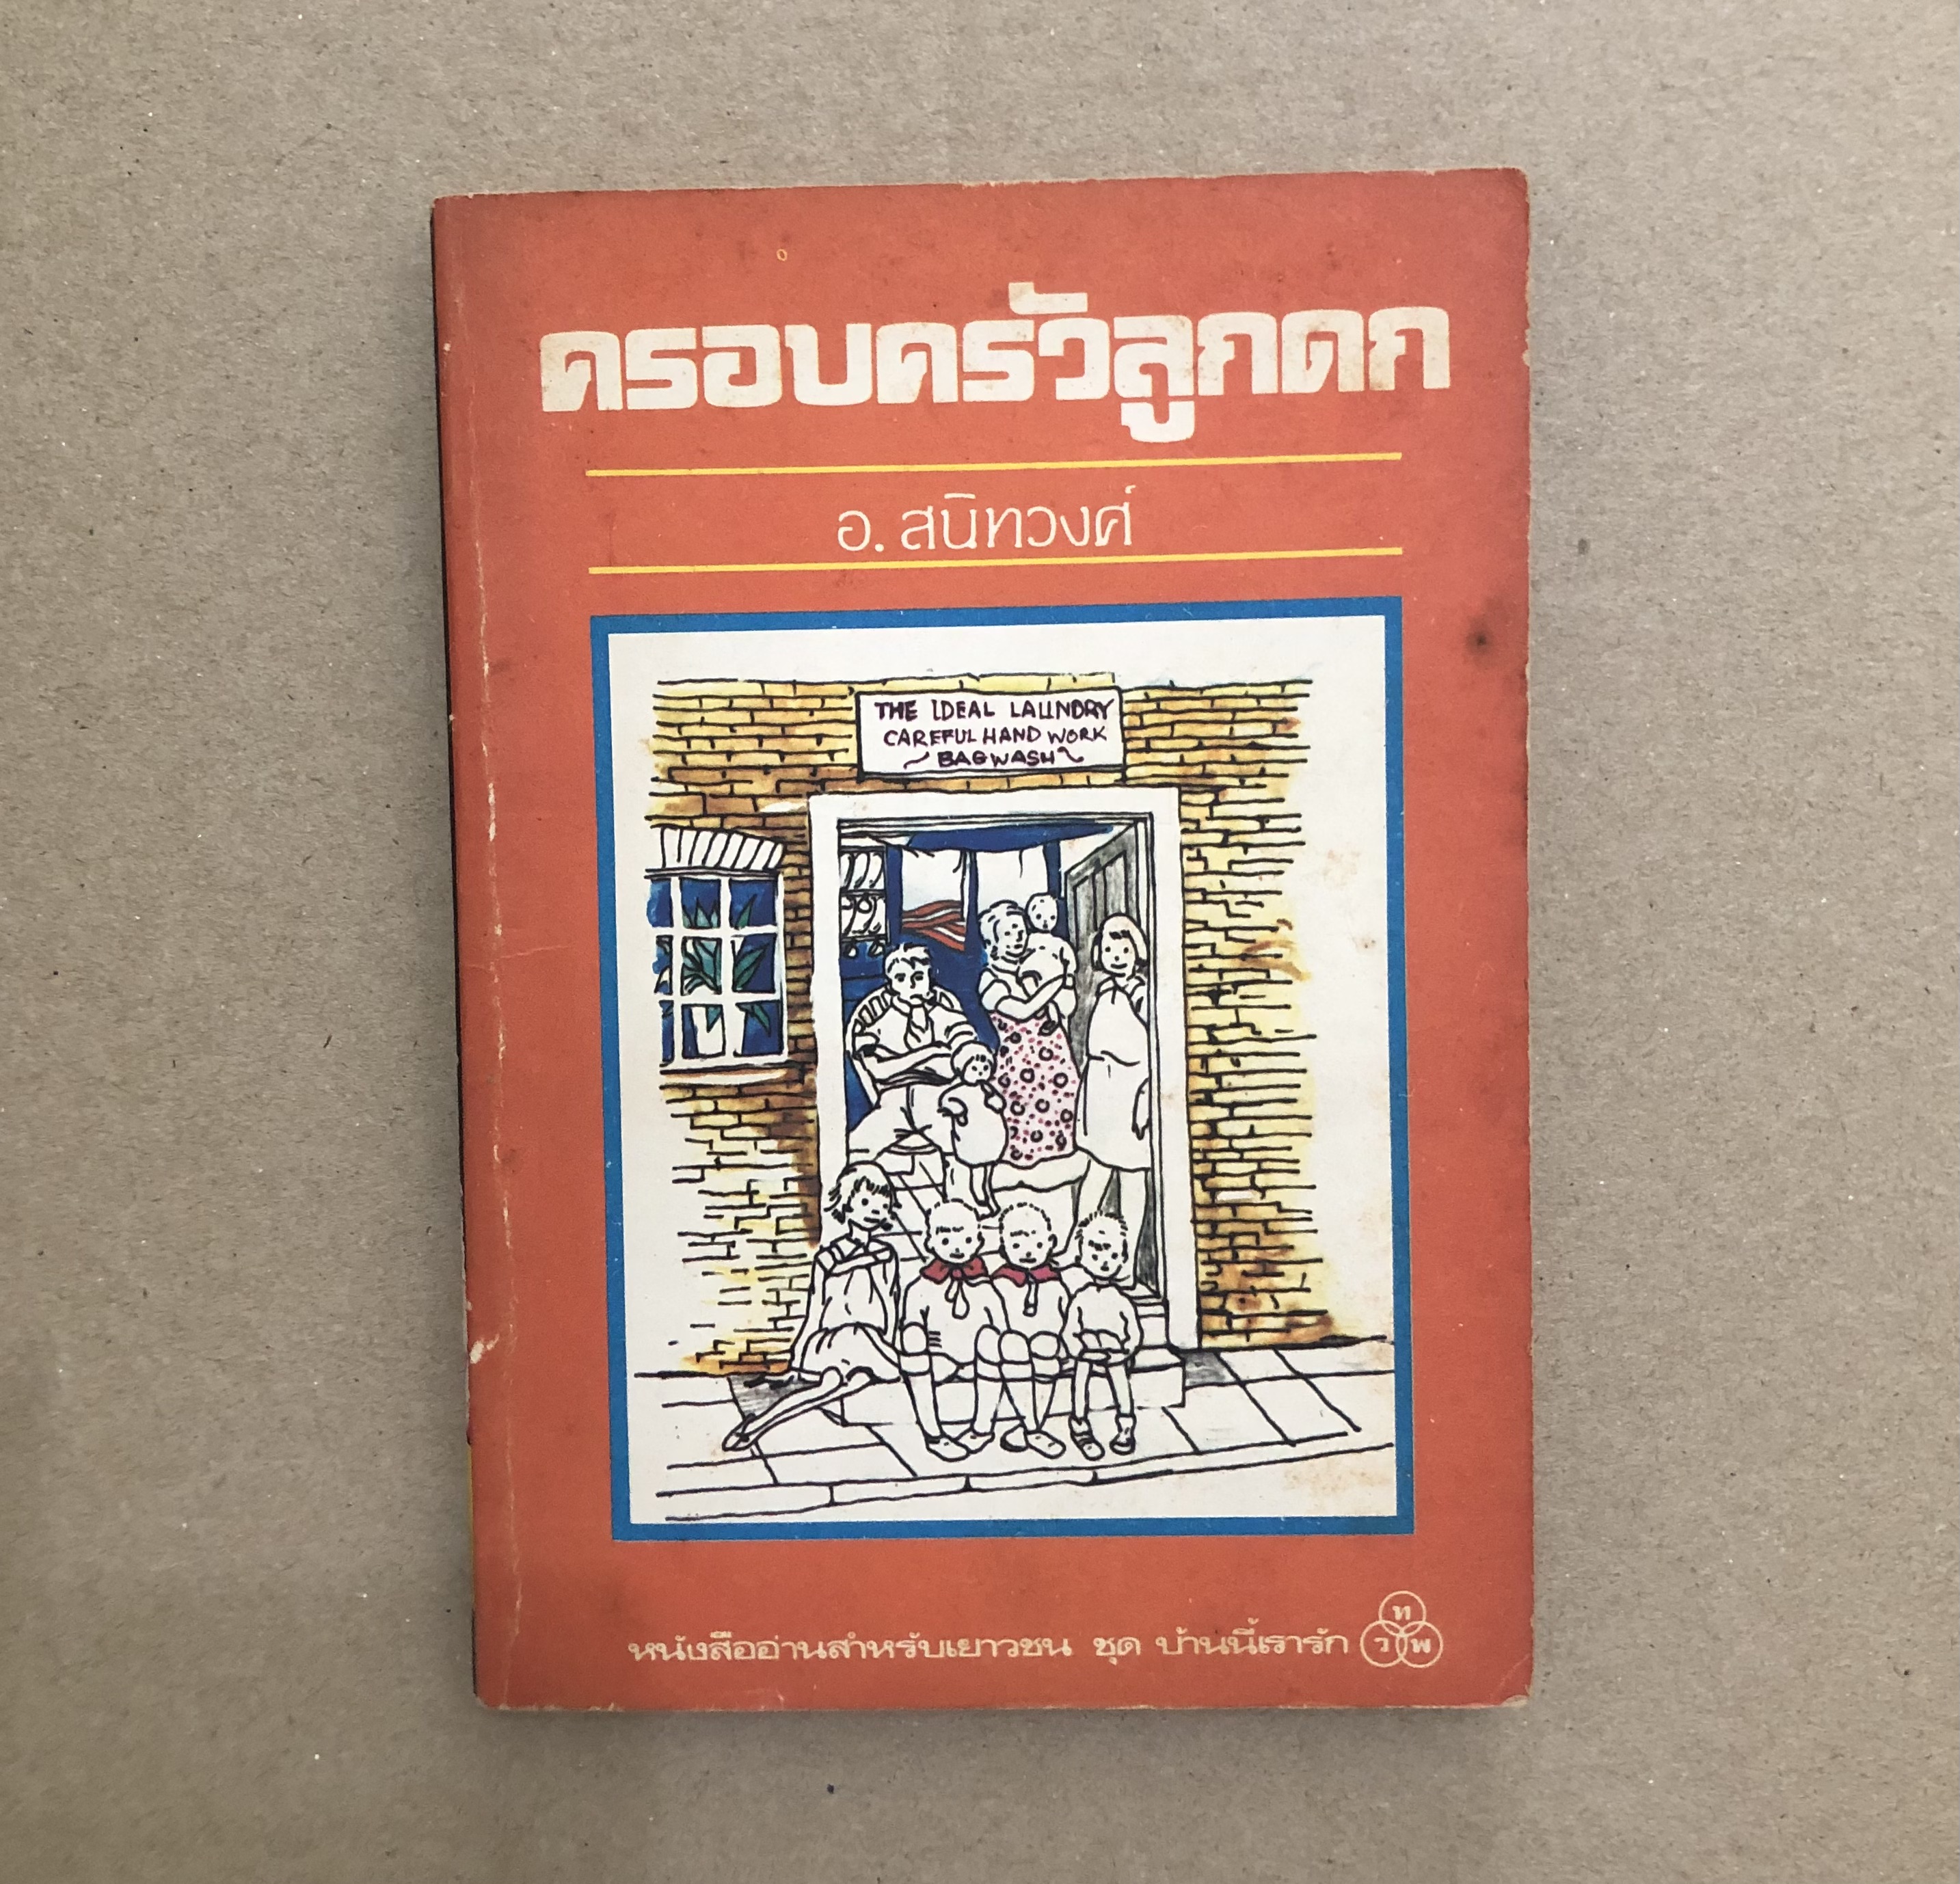 ครอบครัวลูกดก
อ. สนิทวงศ์
THE IDEAL LAUNDRY
CAREFUL HAND WORK
BAGWASH
หนังสืออ่านสำหรับเยาวชน ชุด บ้านนี้เรารัก
ท
ว พ